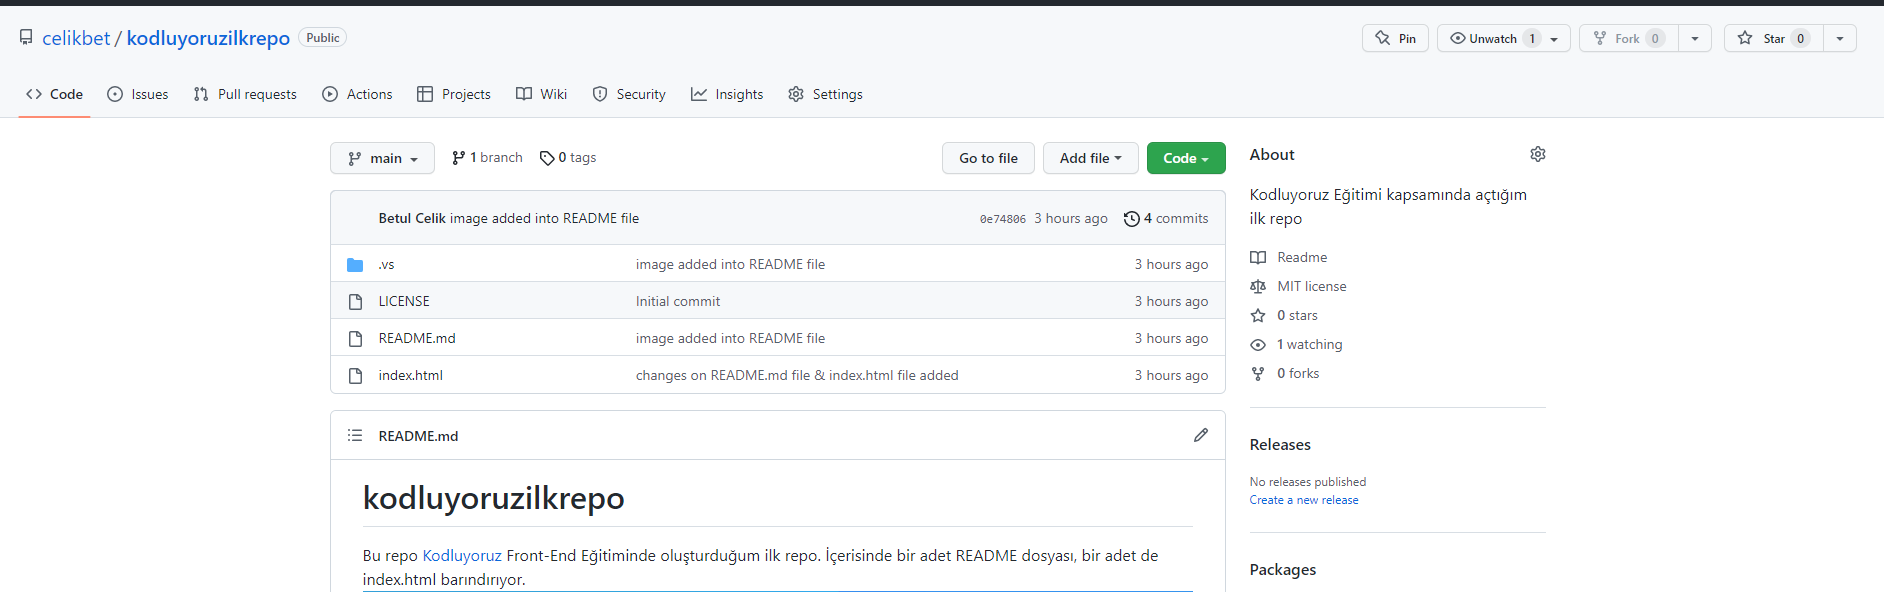 celikbet / kodluyoruzilkrepo Public
Pin Unwatch 1 Fork 0 Star 0
Code Issues Pull requests Actions Projects Wiki Security Insights Settings
main 1 branch 0 tags Go to file Add file Code
Betul Celik image added into README file 0e74806 3 hours ago 4 commits
.vs image added into README file 3 hours ago
LICENSE Initial commit 3 hours ago
README.md image added into README file 3 hours ago
index.html changes on README.md file & index.html file added 3 hours ago
README.md
kodluyoruzilkrepo
Bu repo Kodluyoruz Front-End Eğitiminde oluşturduğum ilk repo. İçerisinde bir adet README dosyası, bir adet de
index.html barındırıyor.
About
Kodluyoruz Eğitimi kapsamında açtığım
ilk repo
Readme
MIT license
0 stars
1 watching
0 forks
Releases
No releases published
Create a new release
Packages